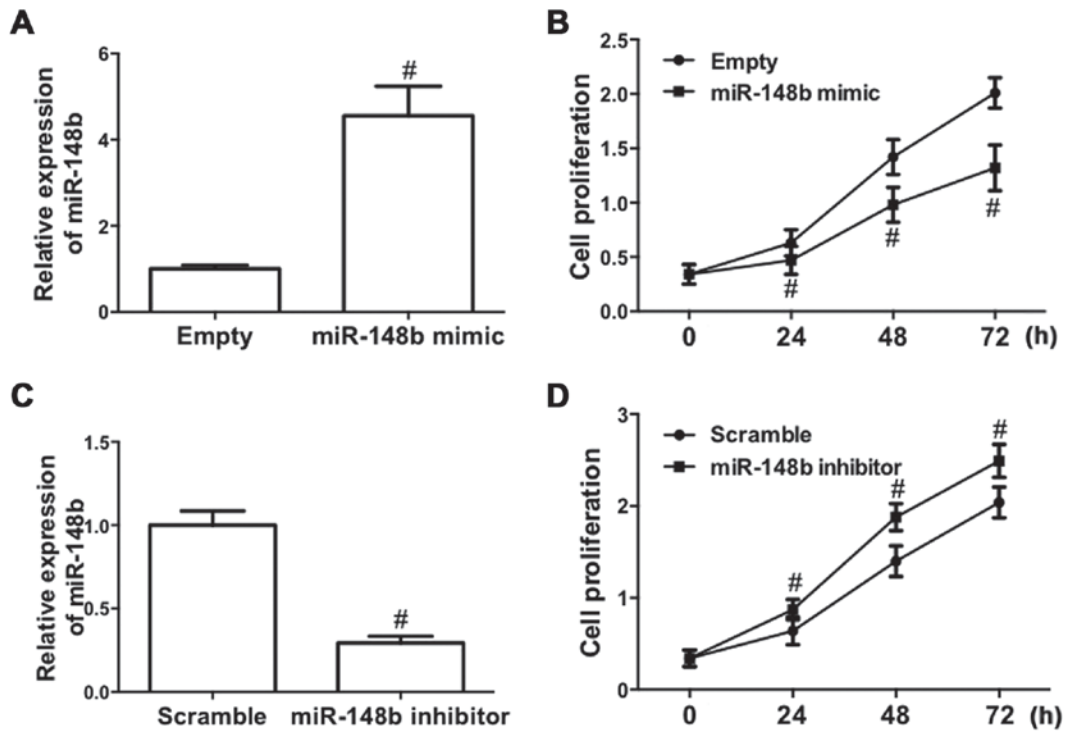 A
Relative expression
of miR-148b
6
4
2
0
#
Empty
miR-148b mimic
B
Cell proliferation
2.5
2.0
1.5
1.0
0.5
0.0
Empty
miR-148b mimic
#
#
#
0
24
48
72
(h)
C
Relative expression
of miR-148b
1.5
1.0
0.5
0.0
#
Scramble
miR-148b inhibitor
D
Cell proliferation
3
2
1
0
Scramble
miR-148b inhibitor
#
#
#
0
24
48
72
(h)